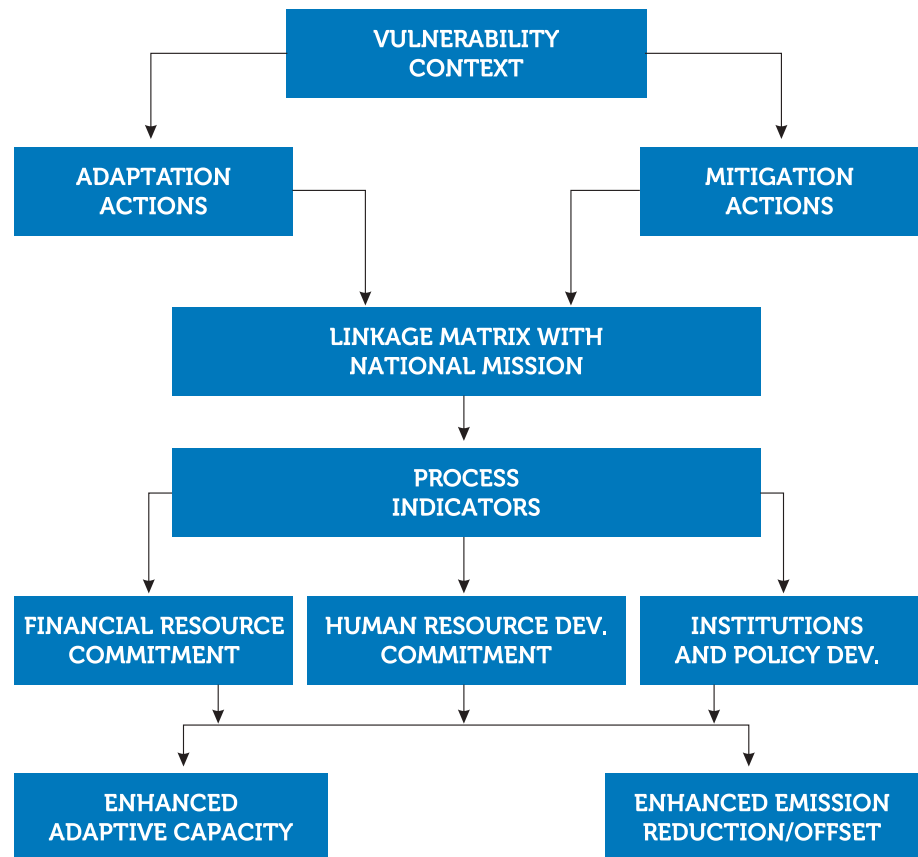 VULNERABILITY
CONTEXT
ADAPTATION
ACTIONS
MITIGATION
ACTIONS
LINKAGE MATRIX WITH
NATIONAL MISSION
PROCESS
INDICATORS
FINANCIAL RESOURCE
COMMITMENT
HUMAN RESOURCE DEV.
COMMITMENT
INSTITUTIONS
AND POLICY DEV.
ENHANCED
ADAPTIVE CAPACITY
ENHANCED EMISSION
REDUCTION/OFFSET